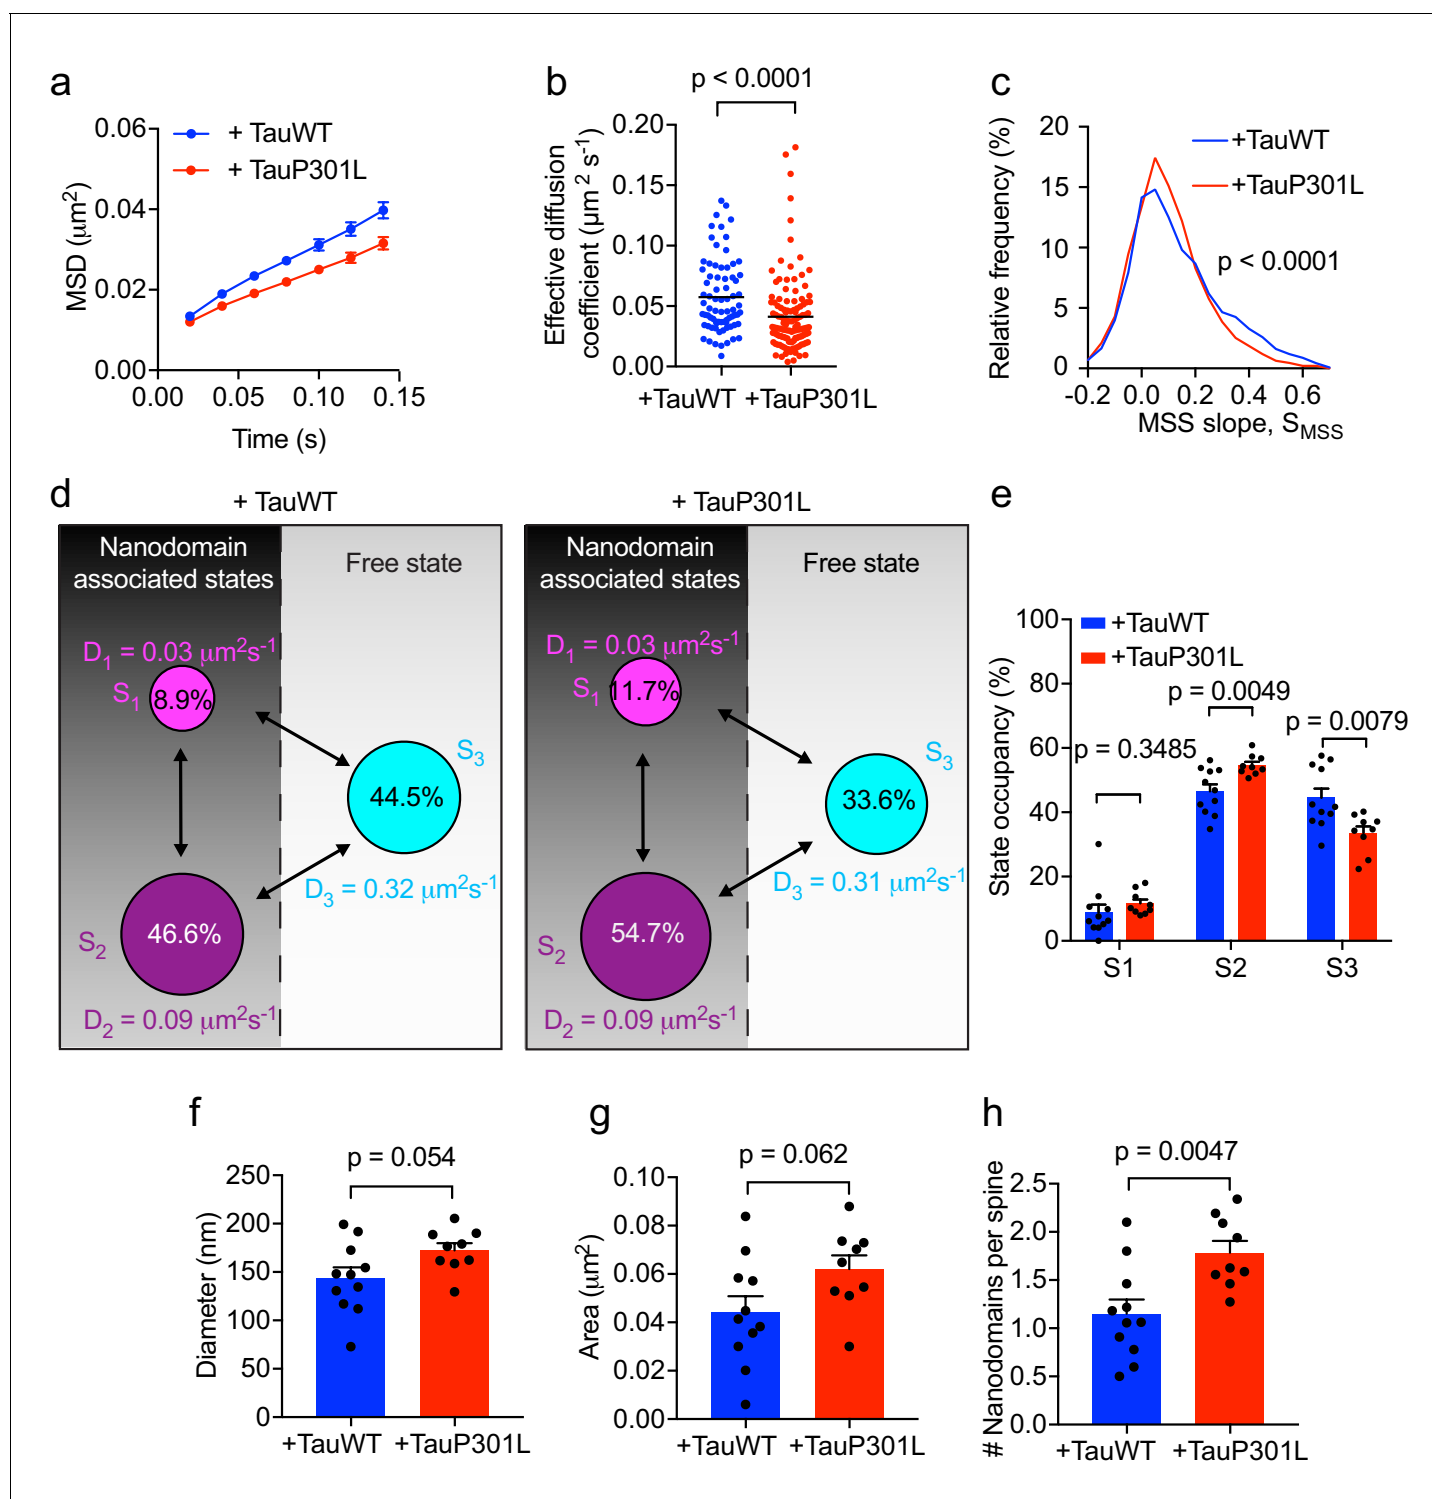 a
0.06
0.04
0.02
0.00
MSD (μm²)
+ TauWT
+ TauP301L
0.00 0.05 0.10 0.15
Time (s)
b
p < 0.0001
0.20
0.15
0.10
0.05
0.00
Effective diffusion
coefficient (μm² s⁻¹)
+TauWT +TauP301L
c
20
15
10
5
0
Relative frequency (%)
+TauWT
+TauP301L
p < 0.0001
-0.2 0.0 0.2 0.4 0.6
MSS slope, S_MSS
d
+ TauWT
Nanodomain
associated states
Free state
D₁ = 0.03 μm²s⁻¹
S₁
8.9%
S₃
44.5%
D₃ = 0.32 μm²s⁻¹
S₂
46.6%
D₂ = 0.09 μm²s⁻¹
+ TauP301L
Nanodomain
associated states
Free state
D₁ = 0.03 μm²s⁻¹
S₁
11.7%
S₃
33.6%
D₃ = 0.31 μm²s⁻¹
S₂
54.7%
D₂ = 0.09 μm²s⁻¹
e
100
80
60
40
20
0
State occupancy (%)
+TauWT
+TauP301L
p = 0.3485
p = 0.0049
p = 0.0079
S1 S2 S3
f
p = 0.054
250
200
150
100
50
0
Diameter (nm)
+TauWT +TauP301L
g
p = 0.062
0.10
0.08
0.06
0.04
0.02
0.00
Area (μm²)
+TauWT +TauP301L
h
p = 0.0047
2.5
2.0
1.5
1.0
0.5
0.0
# Nanodomains per spine
+TauWT +TauP301L